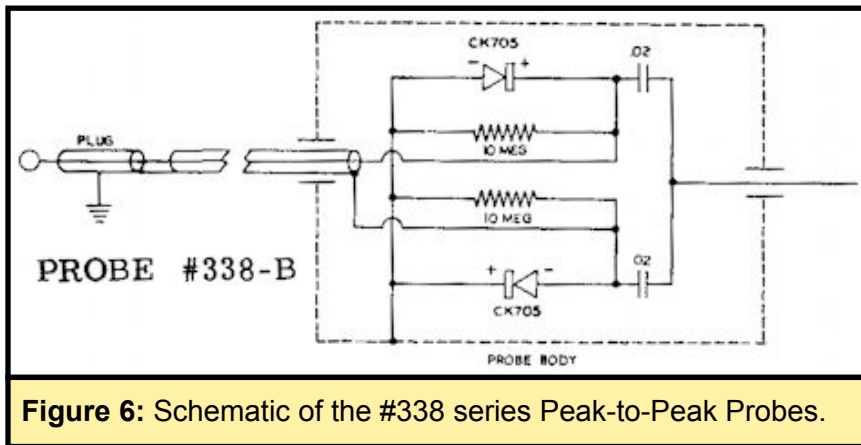 CK705
- +
.02
PLUG
10 MEG
10 MEG
PROBE #338-B
+ -
.02
CK705
PROBE BODY
Figure 6: Schematic of the #338 series Peak-to-Peak Probes.